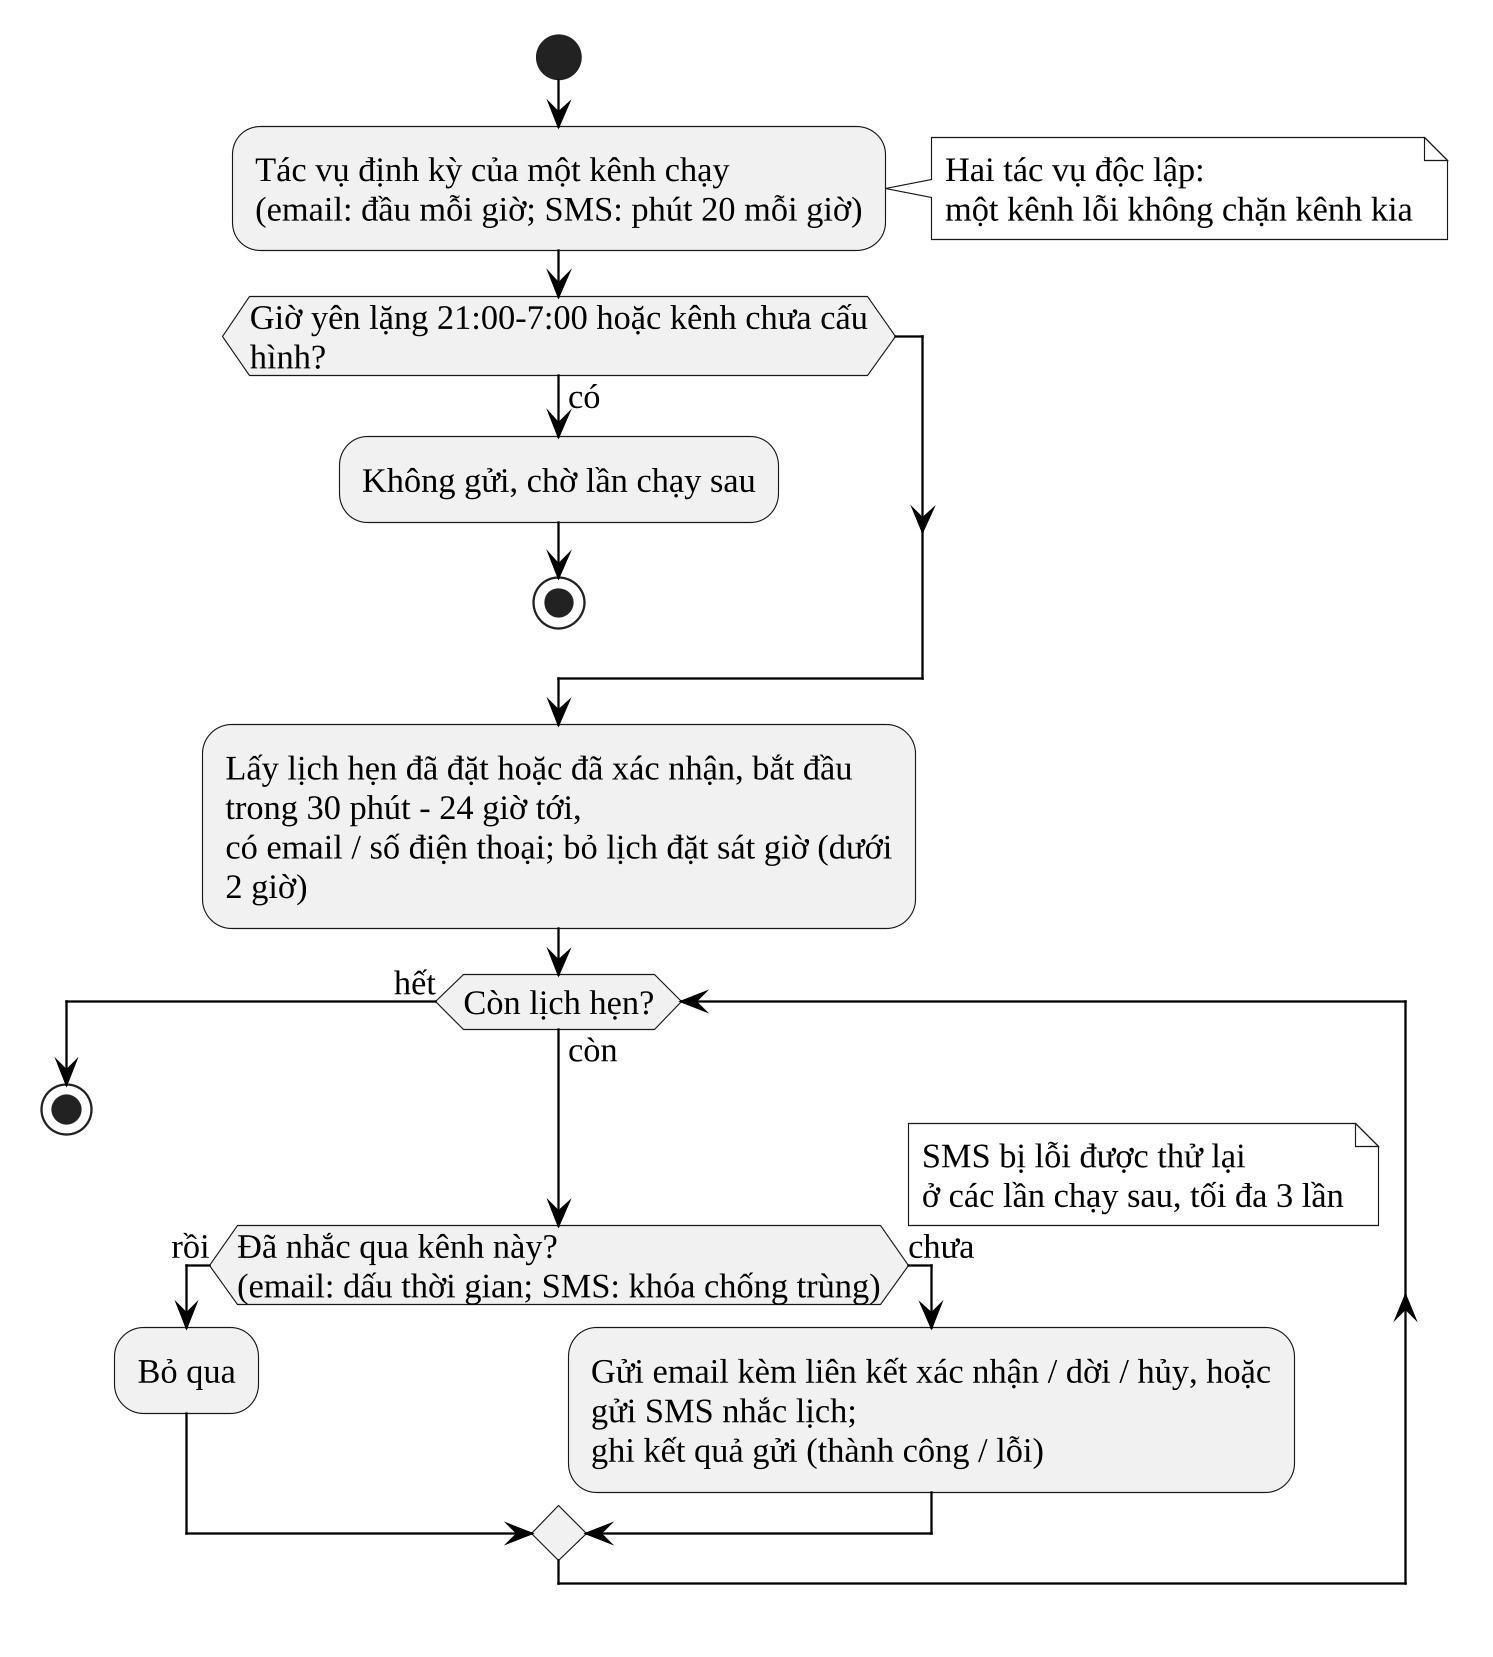 Tác vụ định kỳ của một kênh chạy
(email: đầu mỗi giờ; SMS: phút 20 mỗi giờ)
Hai tác vụ độc lập:
một kênh lỗi không chặn kênh kia
Giờ yên lặng 21:00-7:00 hoặc kênh chưa cấu
hình?
có
Không gửi, chờ lần chạy sau
Lấy lịch hẹn đã đặt hoặc đã xác nhận, bắt đầu
trong 30 phút - 24 giờ tới,
có email / số điện thoại; bỏ lịch đặt sát giờ (dưới
2 giờ)
hết
Còn lịch hẹn?
còn
SMS bị lỗi được thử lại
ở các lần chạy sau, tối đa 3 lần
rồi
Đã nhắc qua kênh này?
(email: dấu thời gian; SMS: khóa chống trùng)
chưa
Bỏ qua
Gửi email kèm liên kết xác nhận / dời / hủy, hoặc
gửi SMS nhắc lịch;
ghi kết quả gửi (thành công / lỗi)